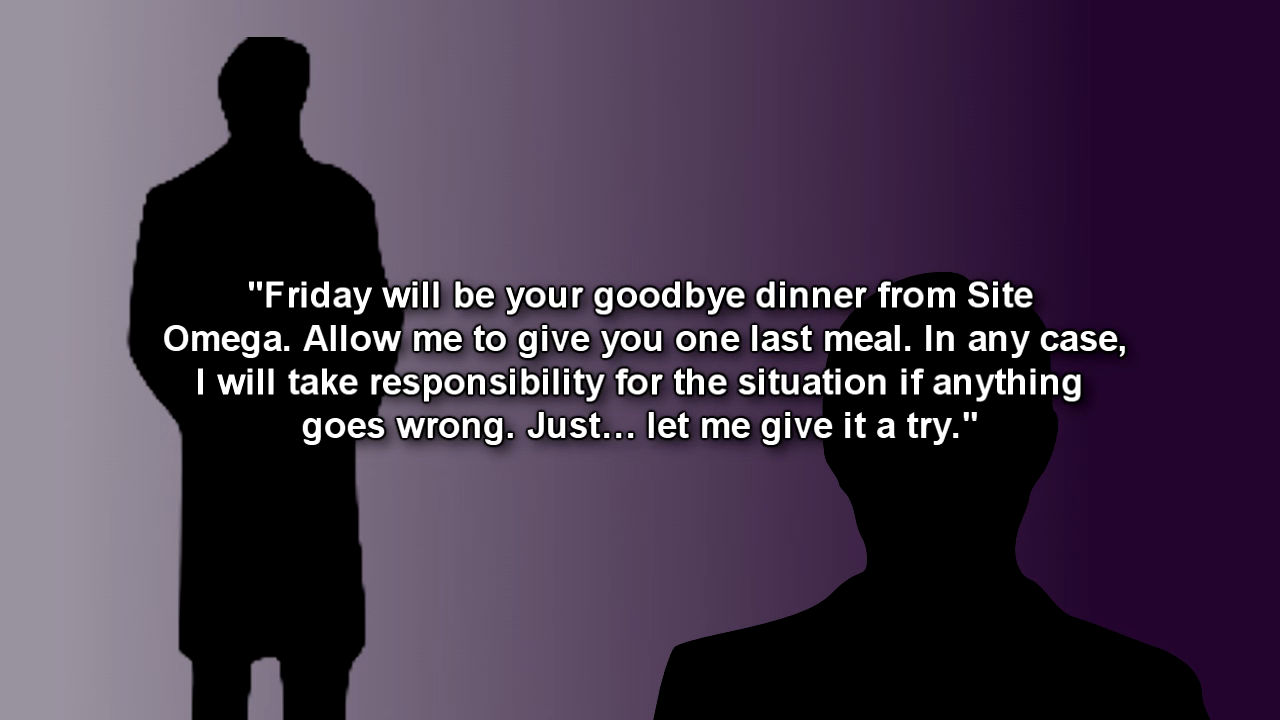 "Friday will be your goodbye dinner from Site
Omega. Allow me to give you one last meal. In any case,
I will take responsibility for the situation if anything
goes wrong. Just… let me give it a try."